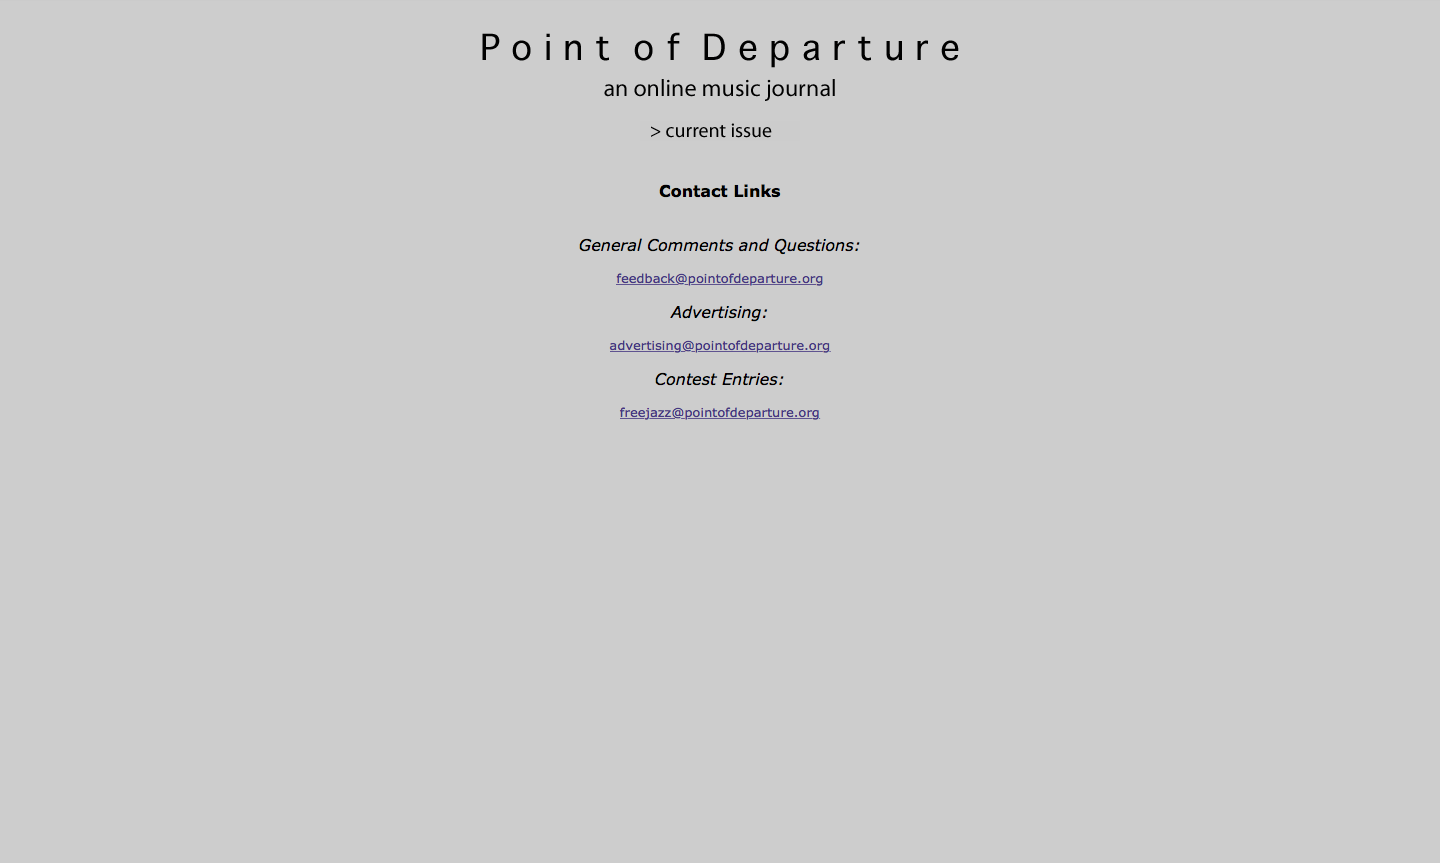 Point of Departure
an online music journal
> current issue
Contact Links
General Comments and Questions:
feedback@pointofdeparture.org
Advertising:
advertising@pointofdeparture.org
Contest Entries:
freejazz@pointofdeparture.org